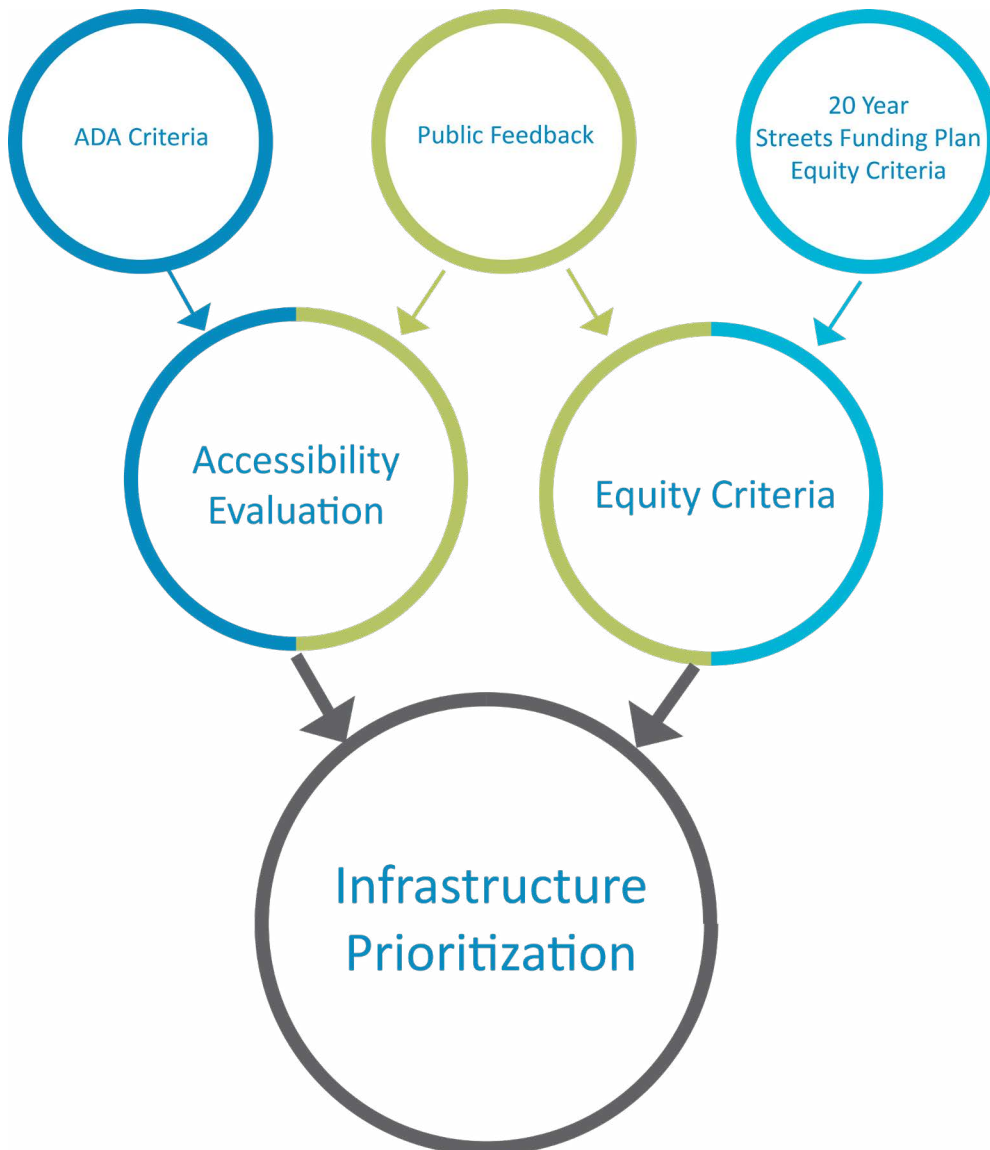 ADA Criteria
Public Feedback
20 Year
Streets Funding Plan
Equity Criteria
Accessibility
Evaluation
Equity Criteria
Infrastructure
Prioritization